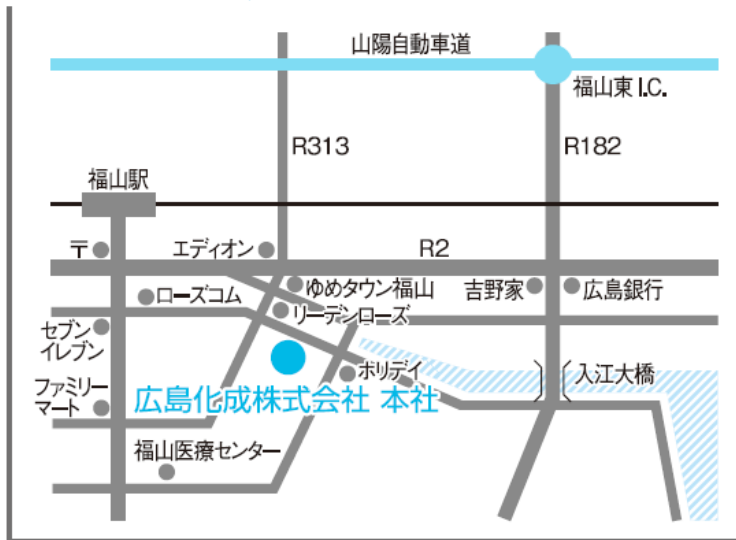 山陽自動車道
福山東 I.C.
R313
R182
福山駅
〒
エディオン
R2
ローズコム
ゆめタウン福山
吉野家
広島銀行
リーデンローズ
セブン
イレブン
ホリデイ
入江大橋
ファミリー
マート
広島化成株式会社 本社
福山医療センター